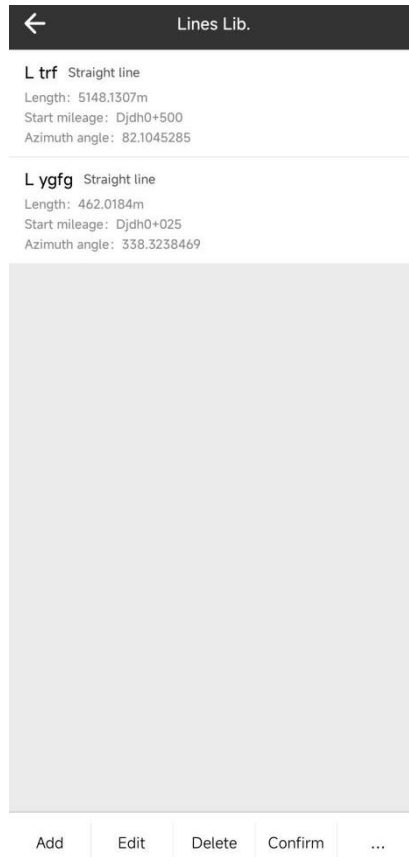 Lines Lib.
L trf Straight line
Length: 5148.1307m
Start mileage: Djdh0+500
Azimuth angle: 82.1045285
L ygfg Straight line
Length: 462.0184m
Start mileage: Djdh0+025
Azimuth angle: 338.3238469
Add Edit Delete Confirm ...